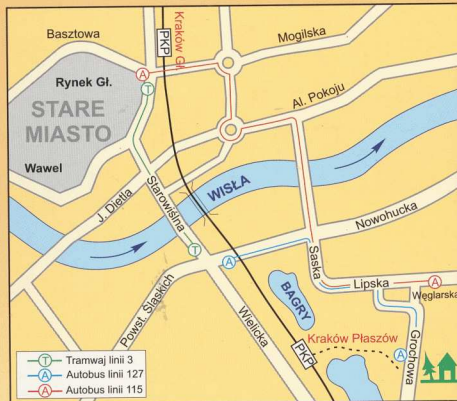 Basztowa
PKP
Kraków Gł.
Mogilska
Rynek Gł.
A
T
STARE
MIASTO
Al. Pokoju
Wawel
J. Dietla
Starowiślna
WISŁA
Nowohucka
T
A
Saska
Powst. Śląskich
Wielicka
BAGRY
Lipska
A
Węglarska
Kraków Płaszów
PKP
Grochowa
A
T Tramwaj linii 3
A Autobus linii 127
A Autobus linii 115